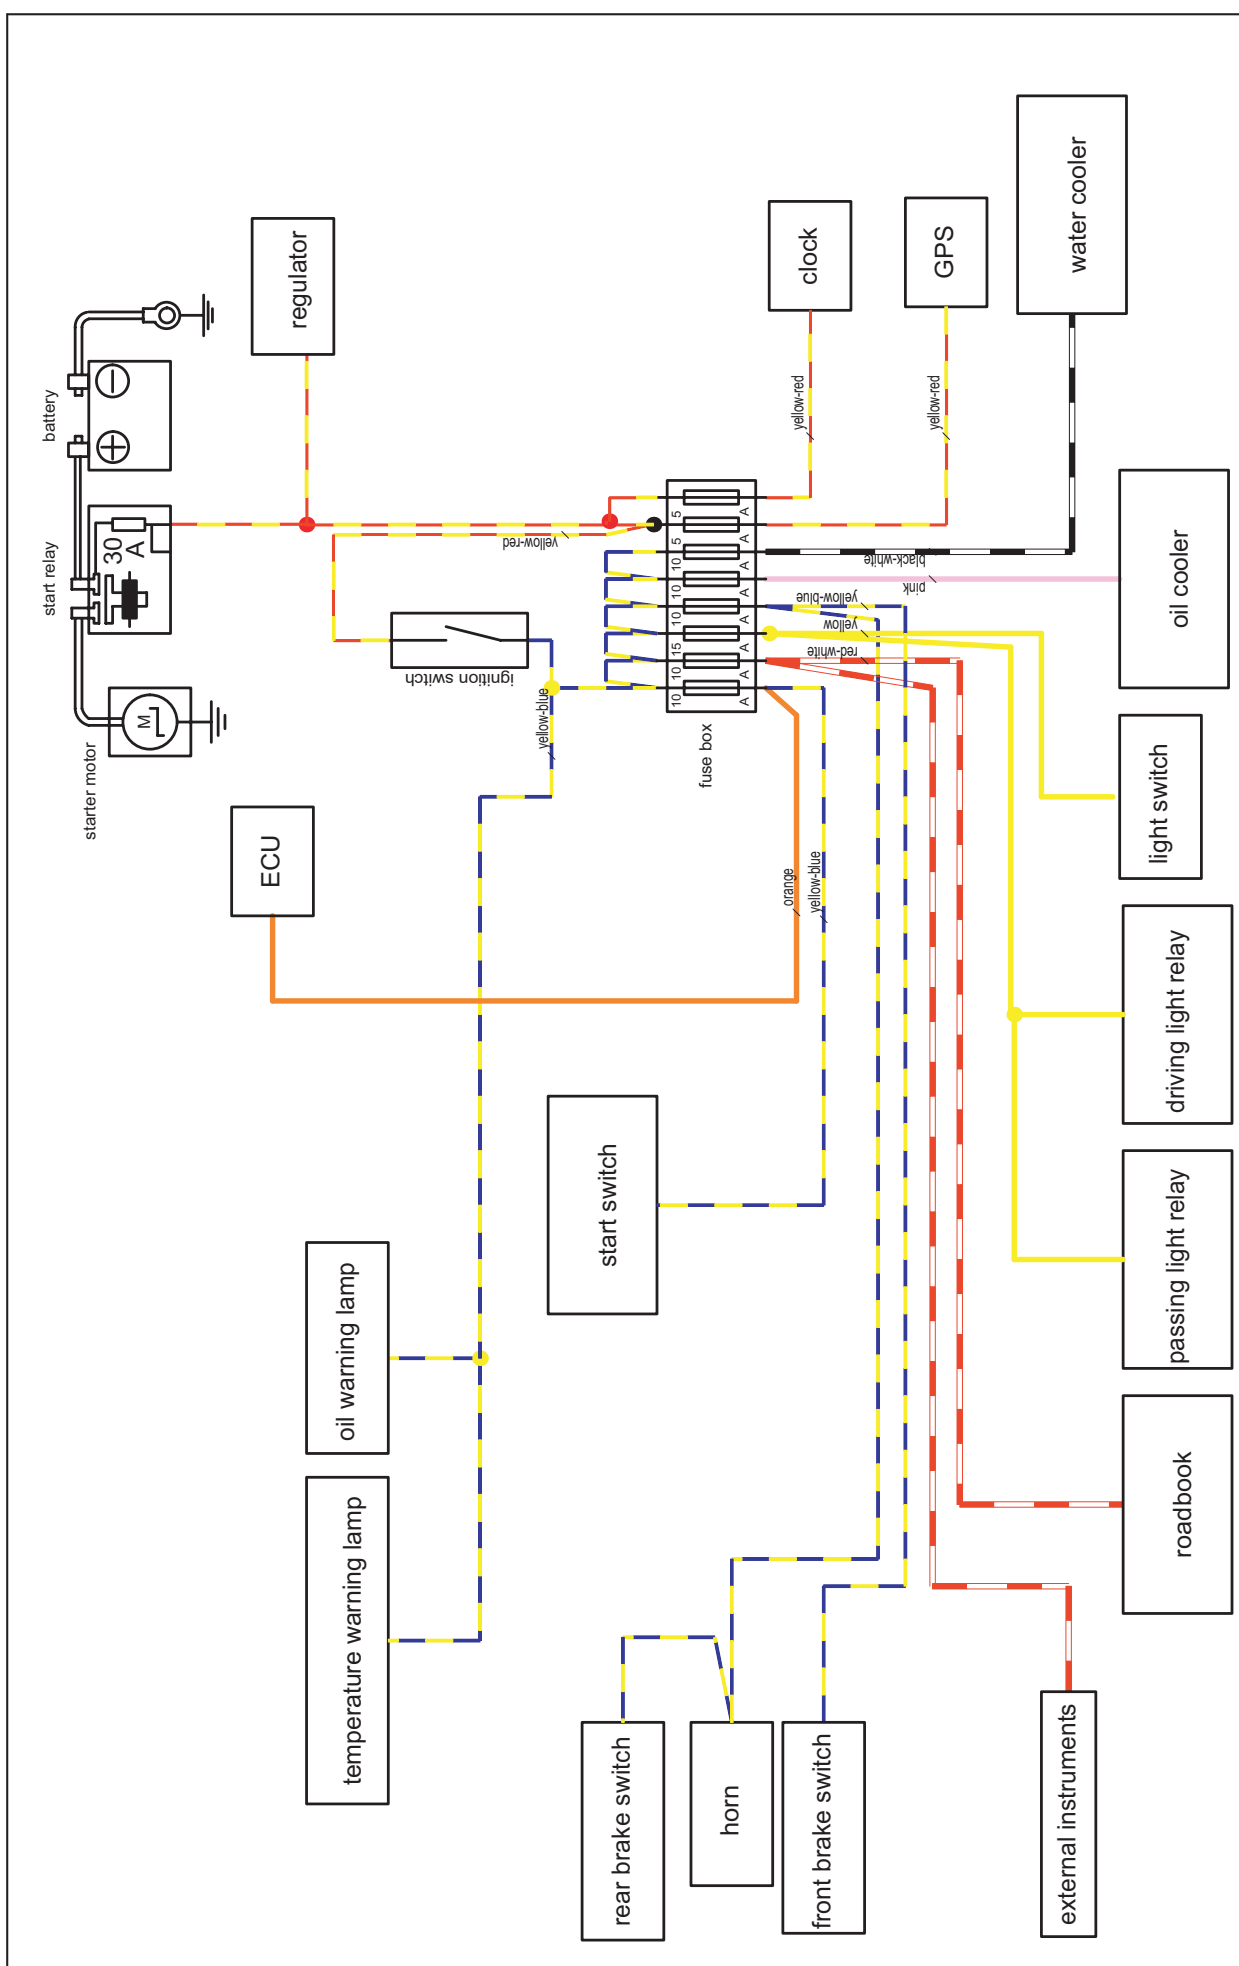 starter motor
start relay
battery
30
A
M
ECU
regulator
temperature warning lamp
oil warning lamp
ignition switch
yellow-blue
yellow-red
rear brake switch
start switch
10
10
15
10
10
5
5
fuse box
horn
A
A
A
A
A
A
A
A
orange
yellow-blue
front brake switch
clock
yellow-red
red-white
yellow
yellow-blue
pink
black-white
GPS
yellow-red
external instruments
water cooler
light switch
roadbook
passing light relay
driving light relay
oil cooler